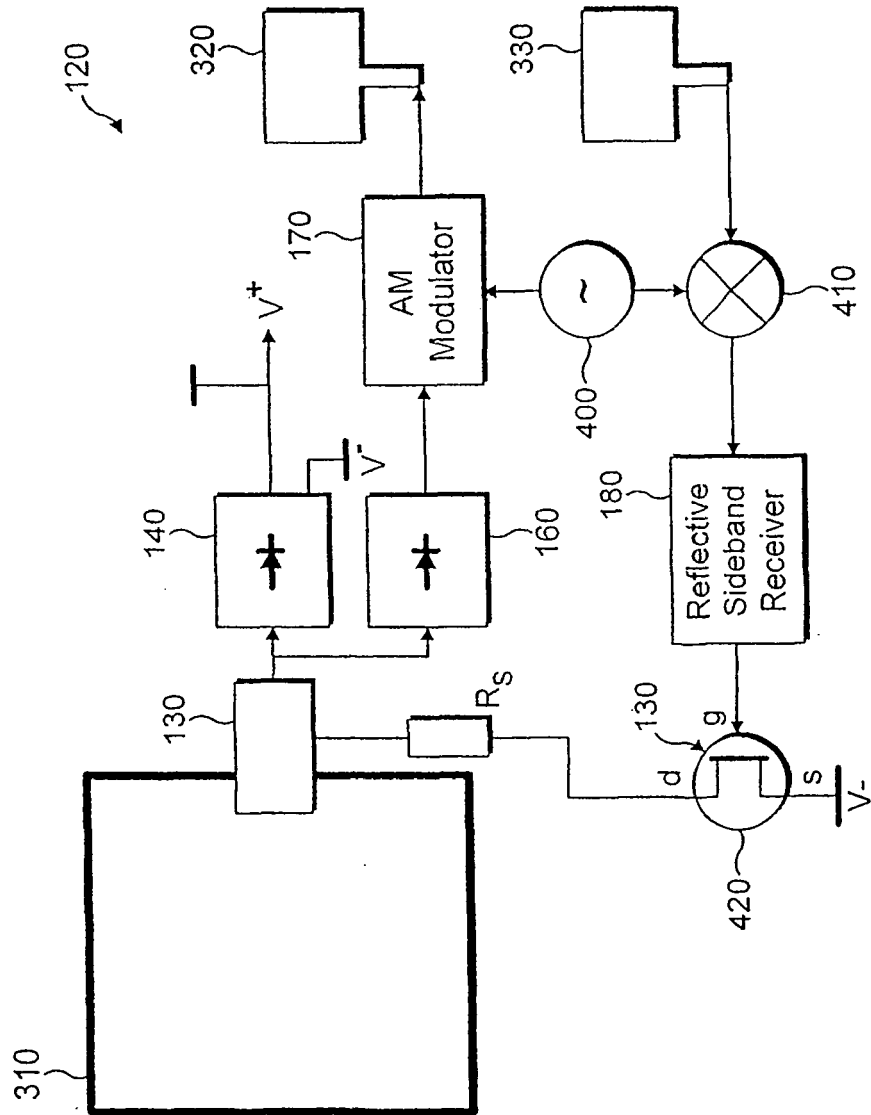 120
320
330
170
AM
Modulator
V+
V-
140
160
~
400
410
180
Reflective
Sideband
Receiver
130
Rs
130
g
d
s
V-
420
310